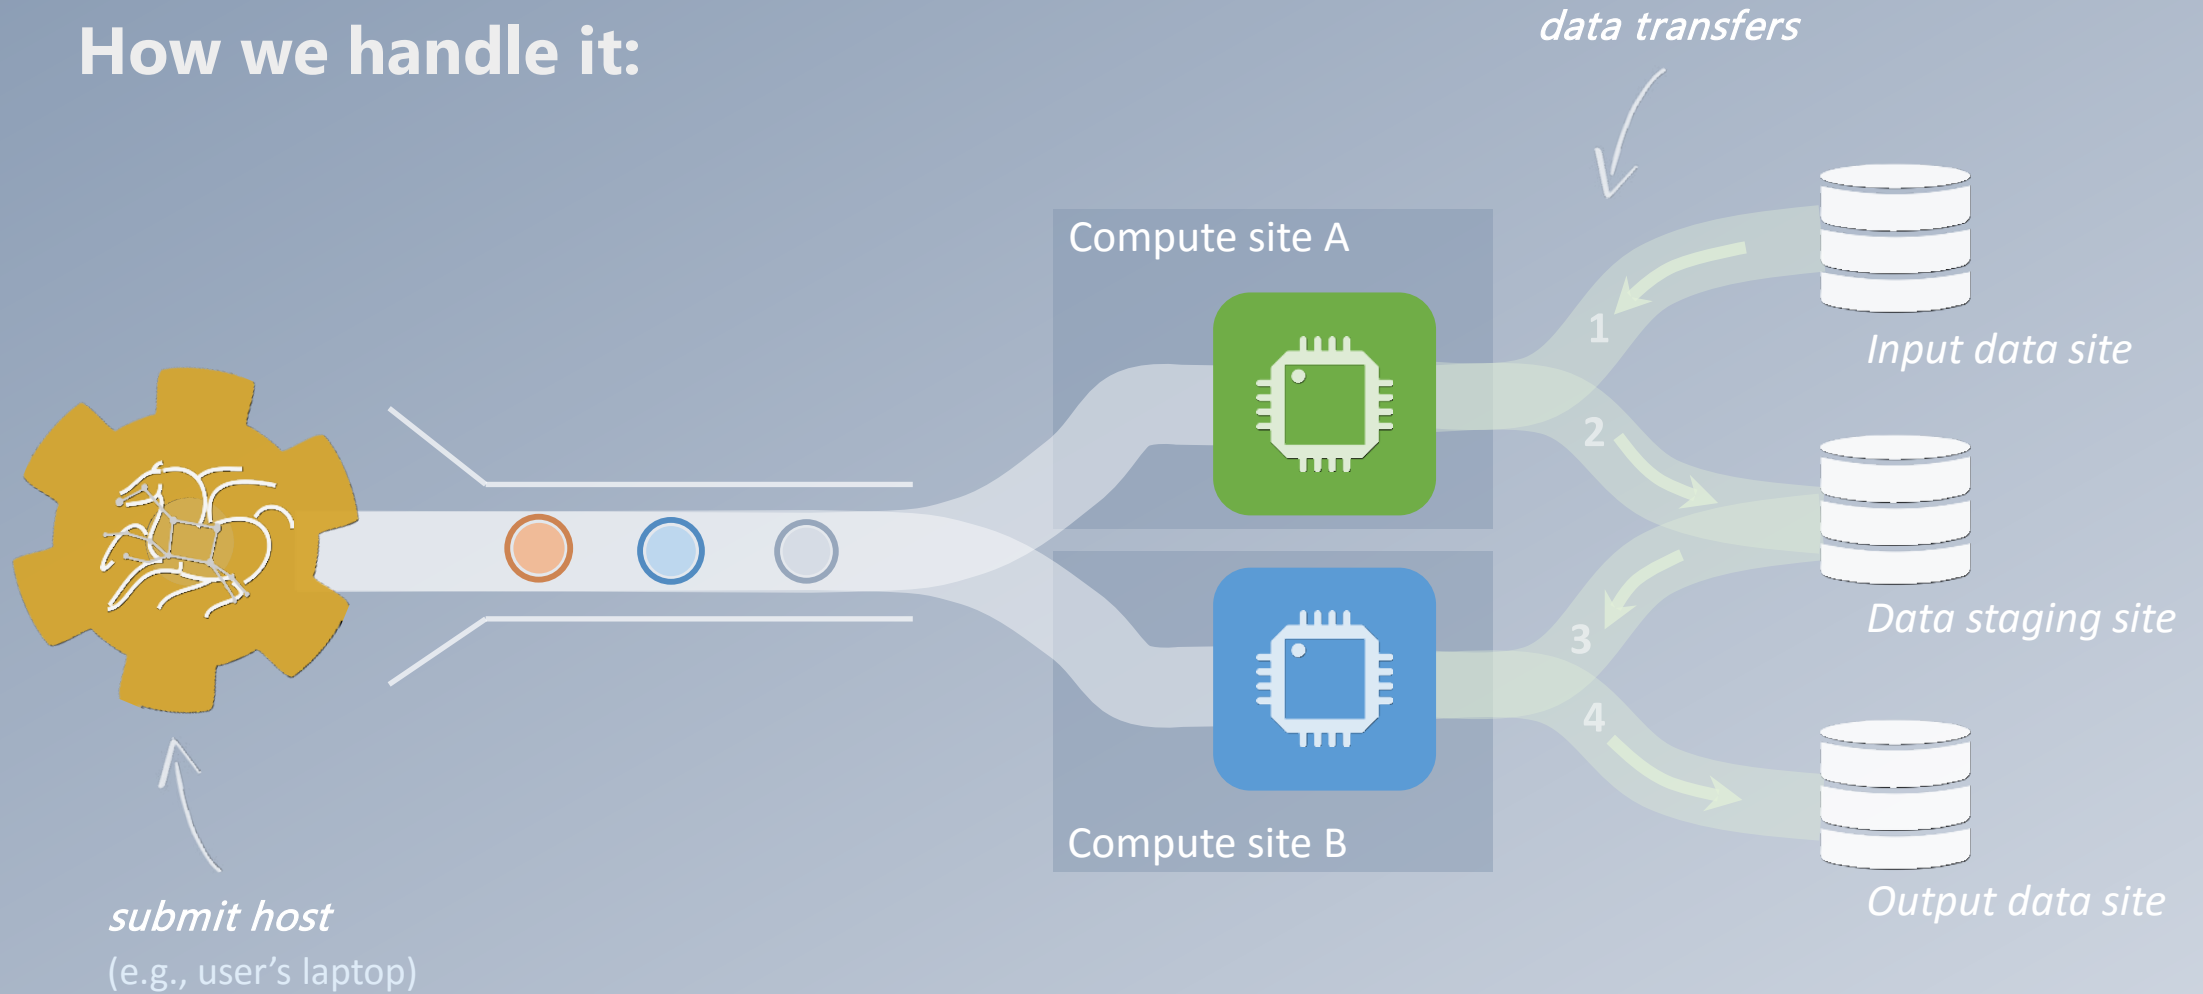 How we handle it:
data transfers
Compute site A
1
Input data site
2
Data staging site
3
4
Compute site B
Output data site
submit host
(e.g., user's laptop)